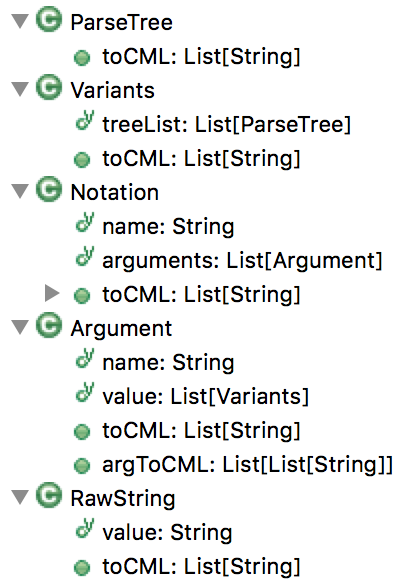 ParseTree
toCML: List[String]
Variants
treeList: List[ParseTree]
toCML: List[String]
Notation
name: String
arguments: List[Argument]
toCML: List[String]
Argument
name: String
value: List[Variants]
toCML: List[String]
argToCML: List[List[String]]
RawString
value: String
toCML: List[String]